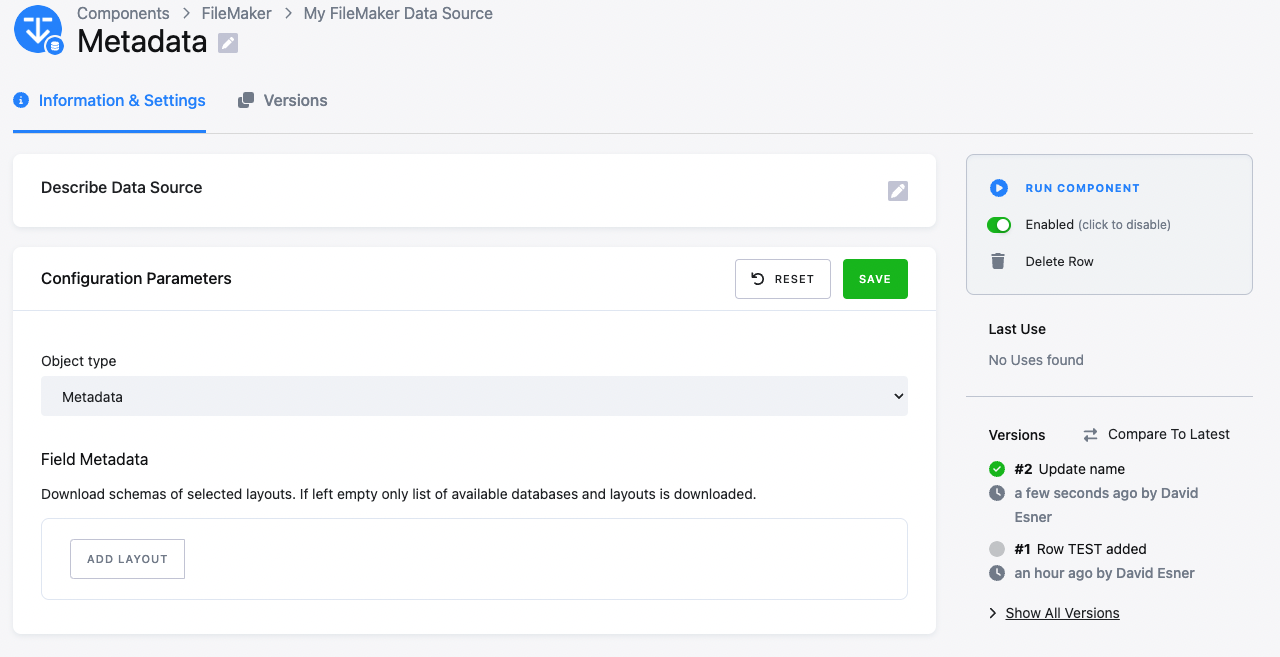 Components > FileMaker > My FileMaker Data Source
Metadata
Information & Settings Versions
Describe Data Source
Configuration Parameters RESET SAVE
Object type
Metadata
Field Metadata
Download schemas of selected layouts. If left empty only list of available databases and layouts is downloaded.
ADD LAYOUT
RUN COMPONENT
Enabled (click to disable)
Delete Row
Last Use
No Uses found
Versions Compare To Latest
#2 Update name
a few seconds ago by David
Esner
#1 Row TEST added
an hour ago by David Esner
Show All Versions